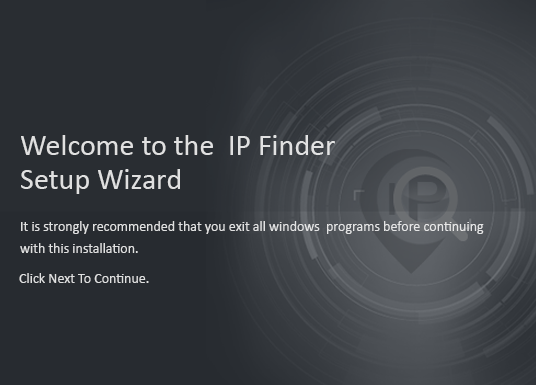 Welcome to the  IP Finder
Setup Wizard
It is strongly recommended that you exit all windows  programs before continuing
with this installation.
Click Next To Continue.
IP